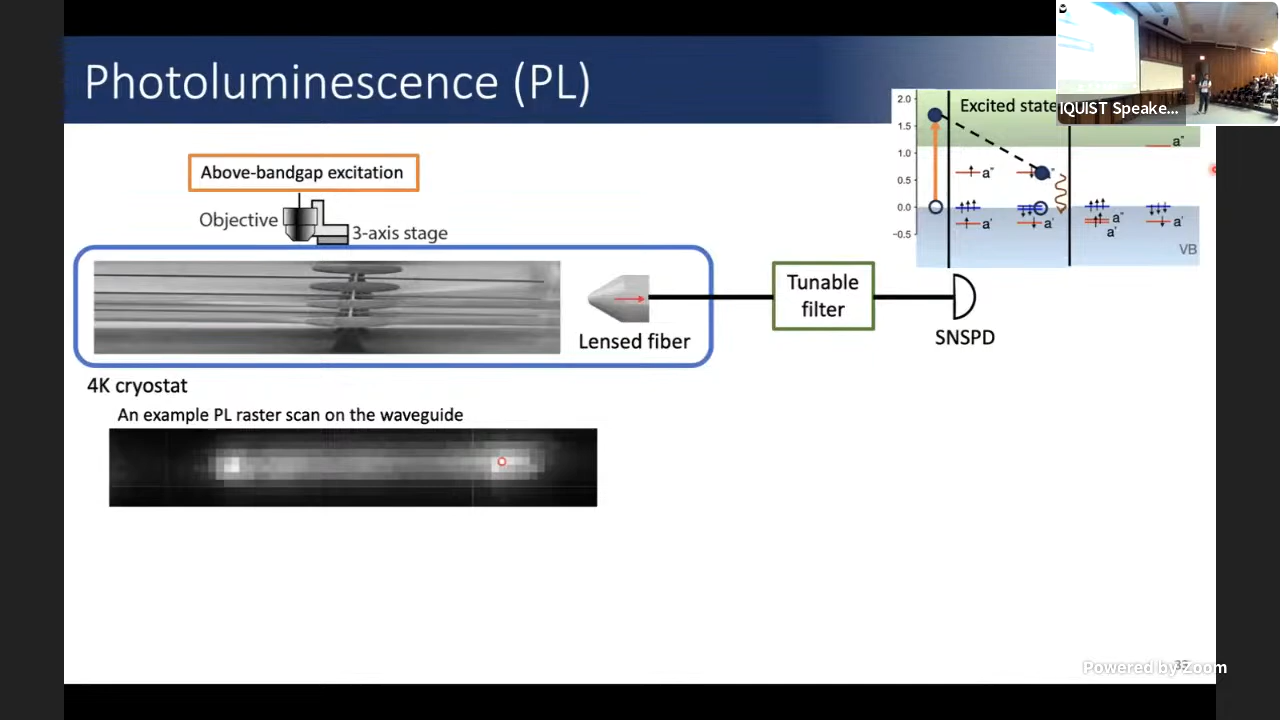 Photoluminescence (PL)
IQUIST Speake...
Above-bandgap excitation
Objective
3-axis stage
Lensed fiber
4K cryostat
Tunable
filter
SNSPD
An example PL raster scan on the waveguide
2.0
1.5
1.0
0.5
0.0
−0.5
Excited state
a"
a"
a'
a'
a"
a'
a'
VB
Powered by Zoom